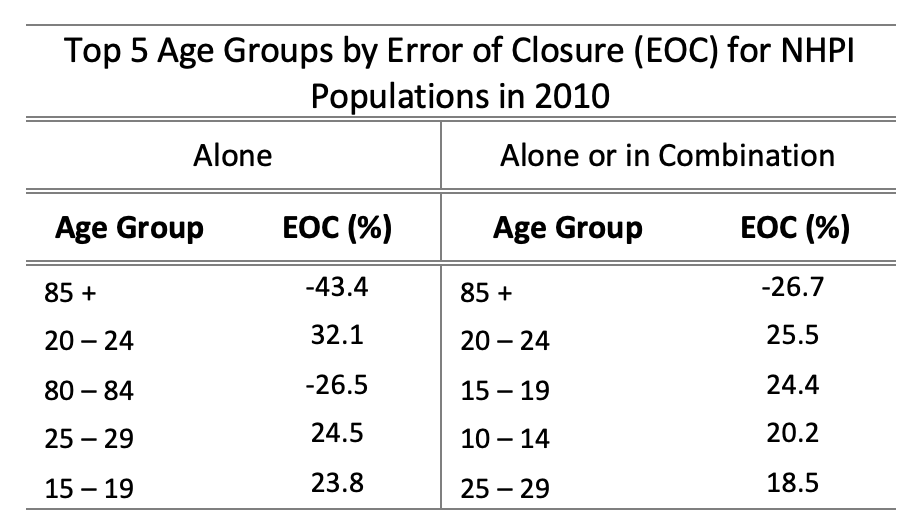 Top 5 Age Groups by Error of Closure (EOC) for NHPI
Populations in 2010
Alone Alone or in Combination
Age Group EOC (%) Age Group EOC (%)
85 + -43.4 85 + -26.7
20 – 24 32.1 20 – 24 25.5
80 – 84 -26.5 15 – 19 24.4
25 – 29 24.5 10 – 14 20.2
15 – 19 23.8 25 – 29 18.5